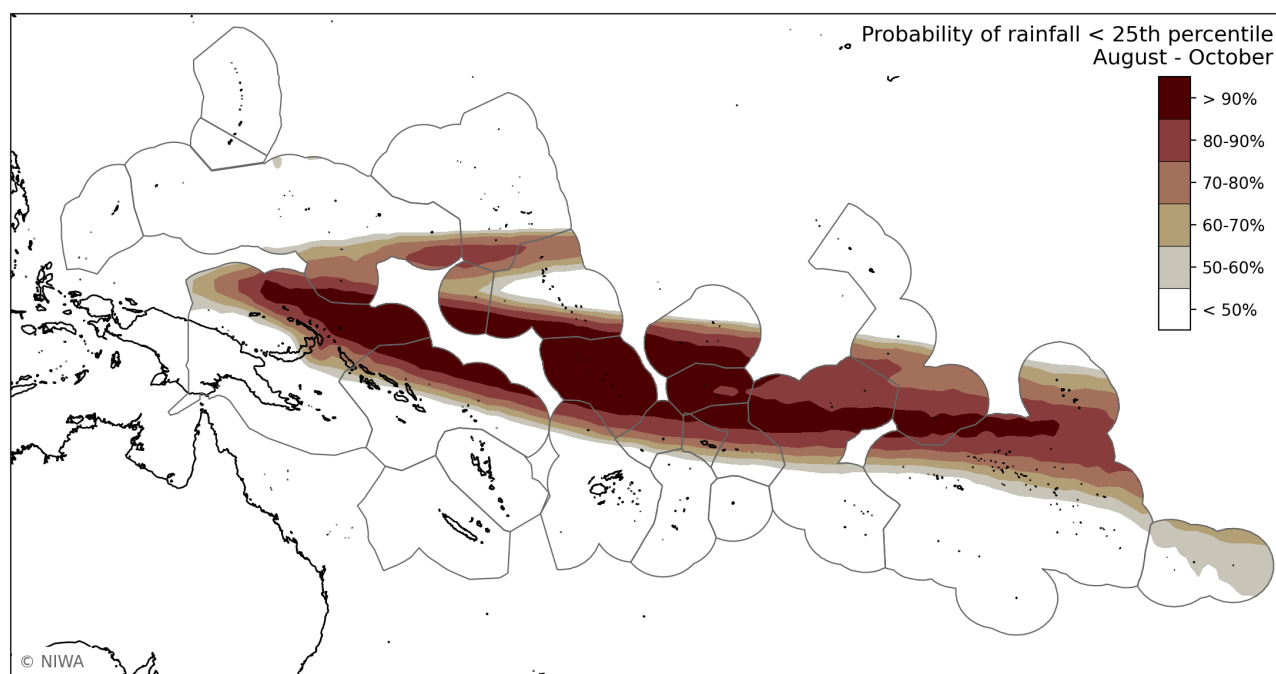 Probability of rainfall < 25th percentile
August - October
> 90%
80-90%
70-80%
60-70%
50-60%
< 50%
© NIWA